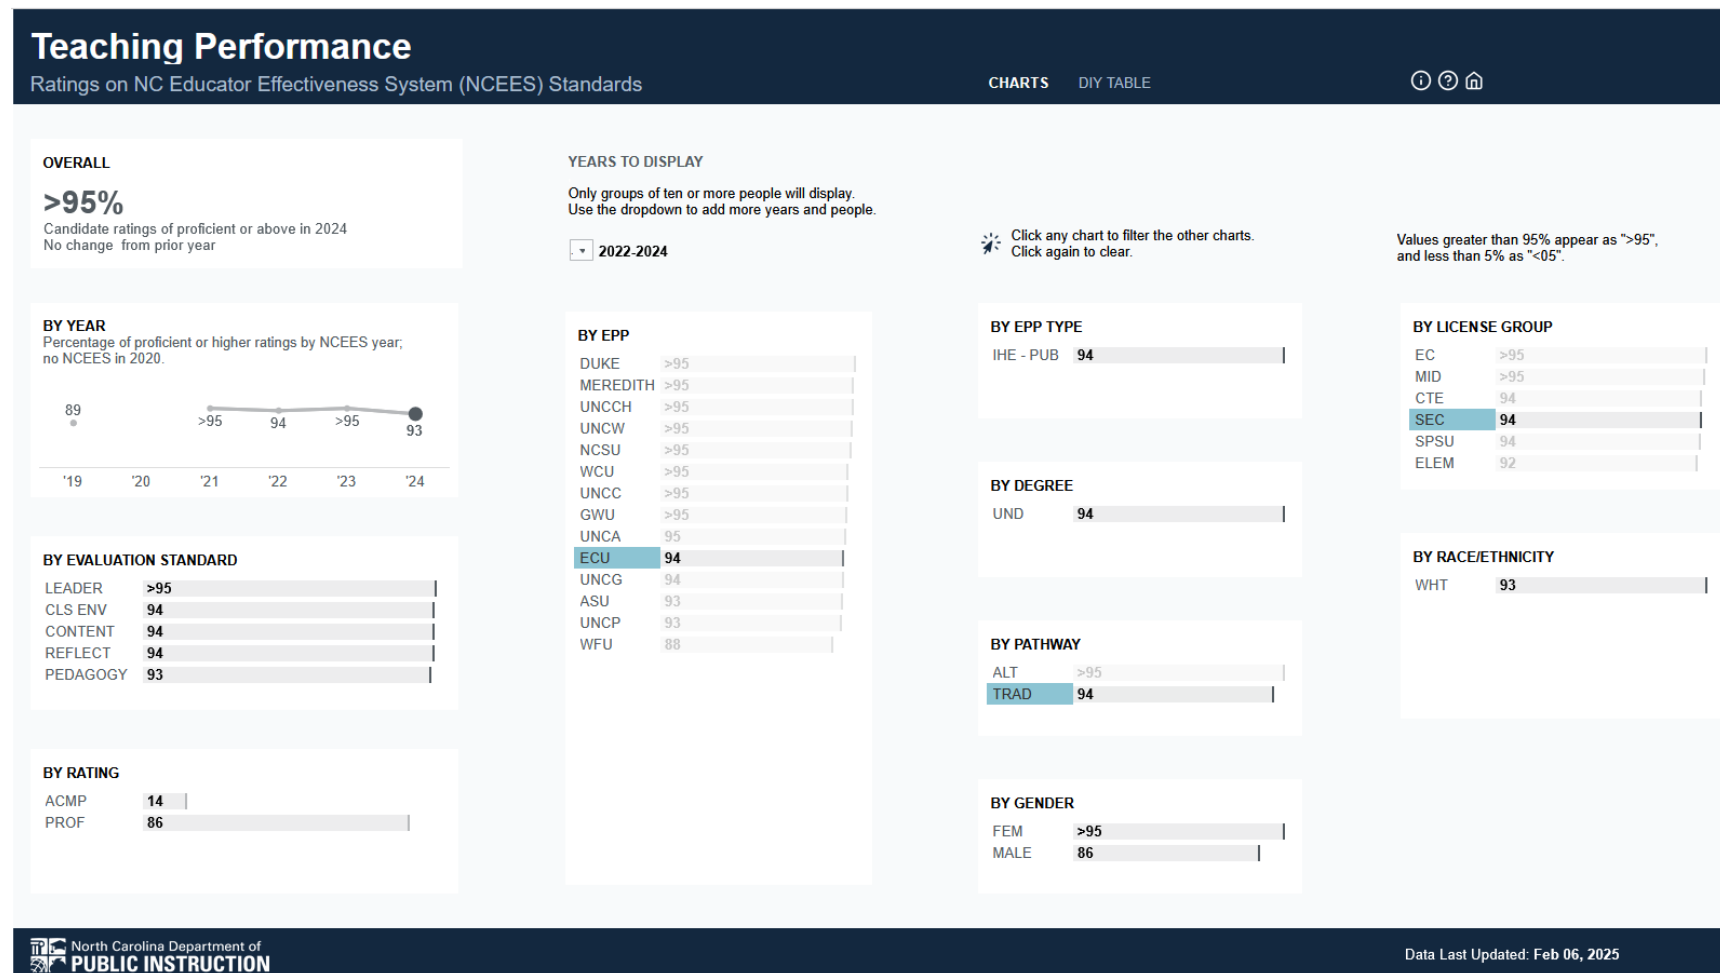 Teaching Performance
Ratings on NC Educator Effectiveness System (NCEES) Standards
CHARTS DIY TABLE
OVERALL
>95%
Candidate ratings of proficient or above in 2024
No change from prior year
YEARS TO DISPLAY
Only groups of ten or more people will display.
Use the dropdown to add more years and people.
2022-2024
Click any chart to filter the other charts.
Click again to clear.
Values greater than 95% appear as ">95",
and less than 5% as "<05".
BY YEAR
Percentage of proficient or higher ratings by NCEES year;
no NCEES in 2020.
89 >95 94 >95 93
'19 '20 '21 '22 '23 '24
BY EVALUATION STANDARD
LEADER >95
CLS ENV 94
CONTENT 94
REFLECT 94
PEDAGOGY 93
BY RATING
ACMP 14
PROF 86
BY EPP
DUKE >95
MEREDITH >95
UNCCH >95
UNCW >95
NCSU >95
WCU >95
UNCC >95
GWU >95
UNCA 95
ECU 94
UNCG 94
ASU 93
UNCP 93
WFU 88
BY EPP TYPE
IHE - PUB 94
BY DEGREE
UND 94
BY PATHWAY
ALT >95
TRAD 94
BY GENDER
FEM >95
MALE 86
BY LICENSE GROUP
EC >95
MID >95
CTE 94
SEC 94
SPSU 94
ELEM 92
BY RACE/ETHNICITY
WHT 93
North Carolina Department of
PUBLIC INSTRUCTION
Data Last Updated: Feb 06, 2025